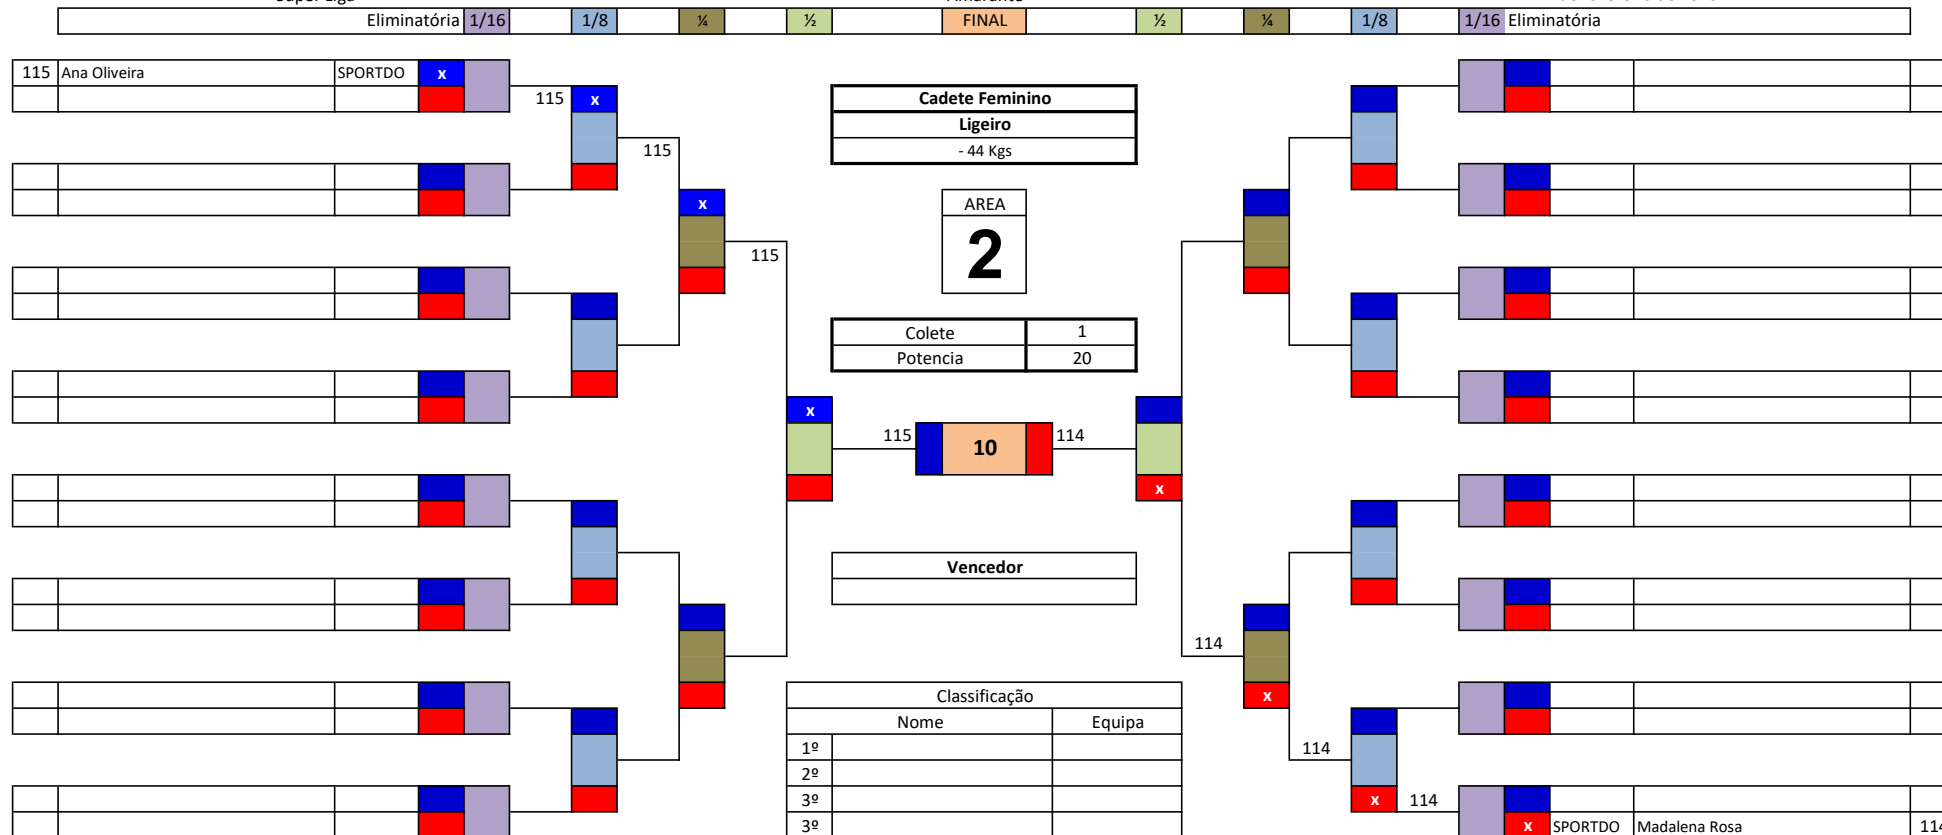 Eliminatória 1/16 1/8 ¼ ½ FINAL ½ ¼ 1/8 1/16 Eliminatória
115 Ana Oliveira SPORTDO x
115 x
Cadete Feminino
Ligeiro
- 44 Kgs
115
x
AREA
2
115
Colete 1
Potencia 20
x
115 10 114
x
Vencedor
114
x
Classificação
Nome Equipa
1º
114
2º
3º
x 114
3º
x SPORTDO Madalena Rosa